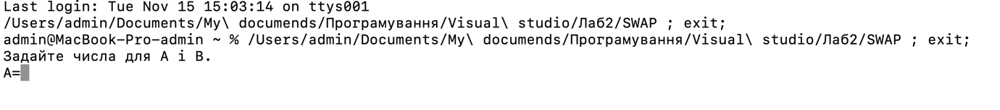 Last login: Tue Nov 15 15:03:14 on ttys001
/Users/admin/Documents/My\ documends/Програмування/Visual\ studio/Лаб2/SWAP ; exit;
admin@MacBook-Pro-admin ~ % /Users/admin/Documents/My\ documends/Програмування/Visual\ studio/Лаб2/SWAP ; exit;
Задайте числа для А і В.
A=